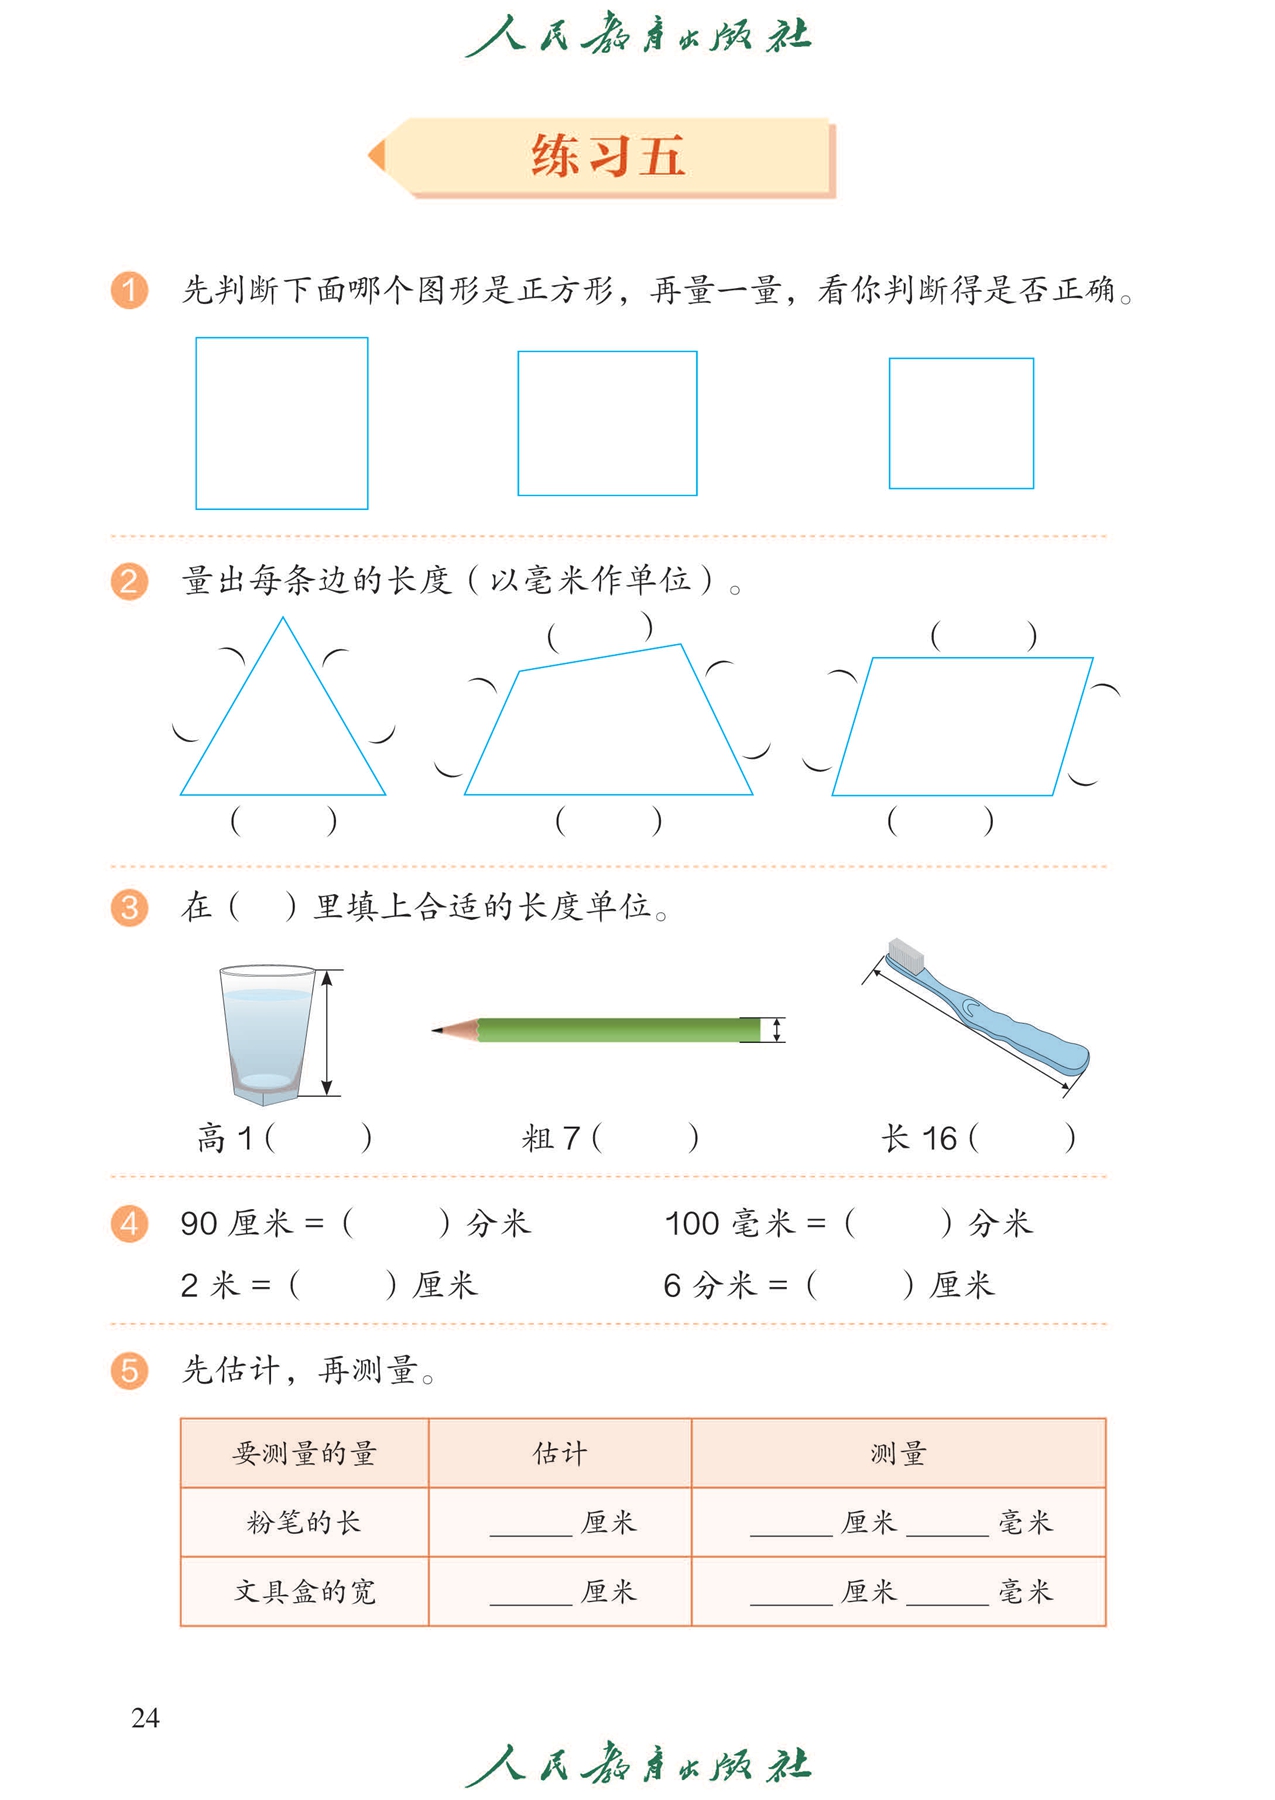 人民教育出版社
练习五
1 先判断下面哪个图形是正方形，再量一量，看你判断得是否正确。
2 量出每条边的长度（以毫米作单位）。
（ ）
（ ） （ ） （ ） （ ） （ ） （ ）
（ ） （ ） （ ）
3 在（ ）里填上合适的长度单位。
高 1（ ） 粗 7（ ） 长 16（ ）
4 90 厘米 =（ ）分米 100 毫米 =（ ）分米
2 米 =（ ）厘米 6 分米 =（ ）厘米
5 先估计，再测量。
要测量的量 估计 测量
粉笔的长 _____ 厘米 _____ 厘米 _____ 毫米
文具盒的宽 _____ 厘米 _____ 厘米 _____ 毫米
24
人民教育出版社